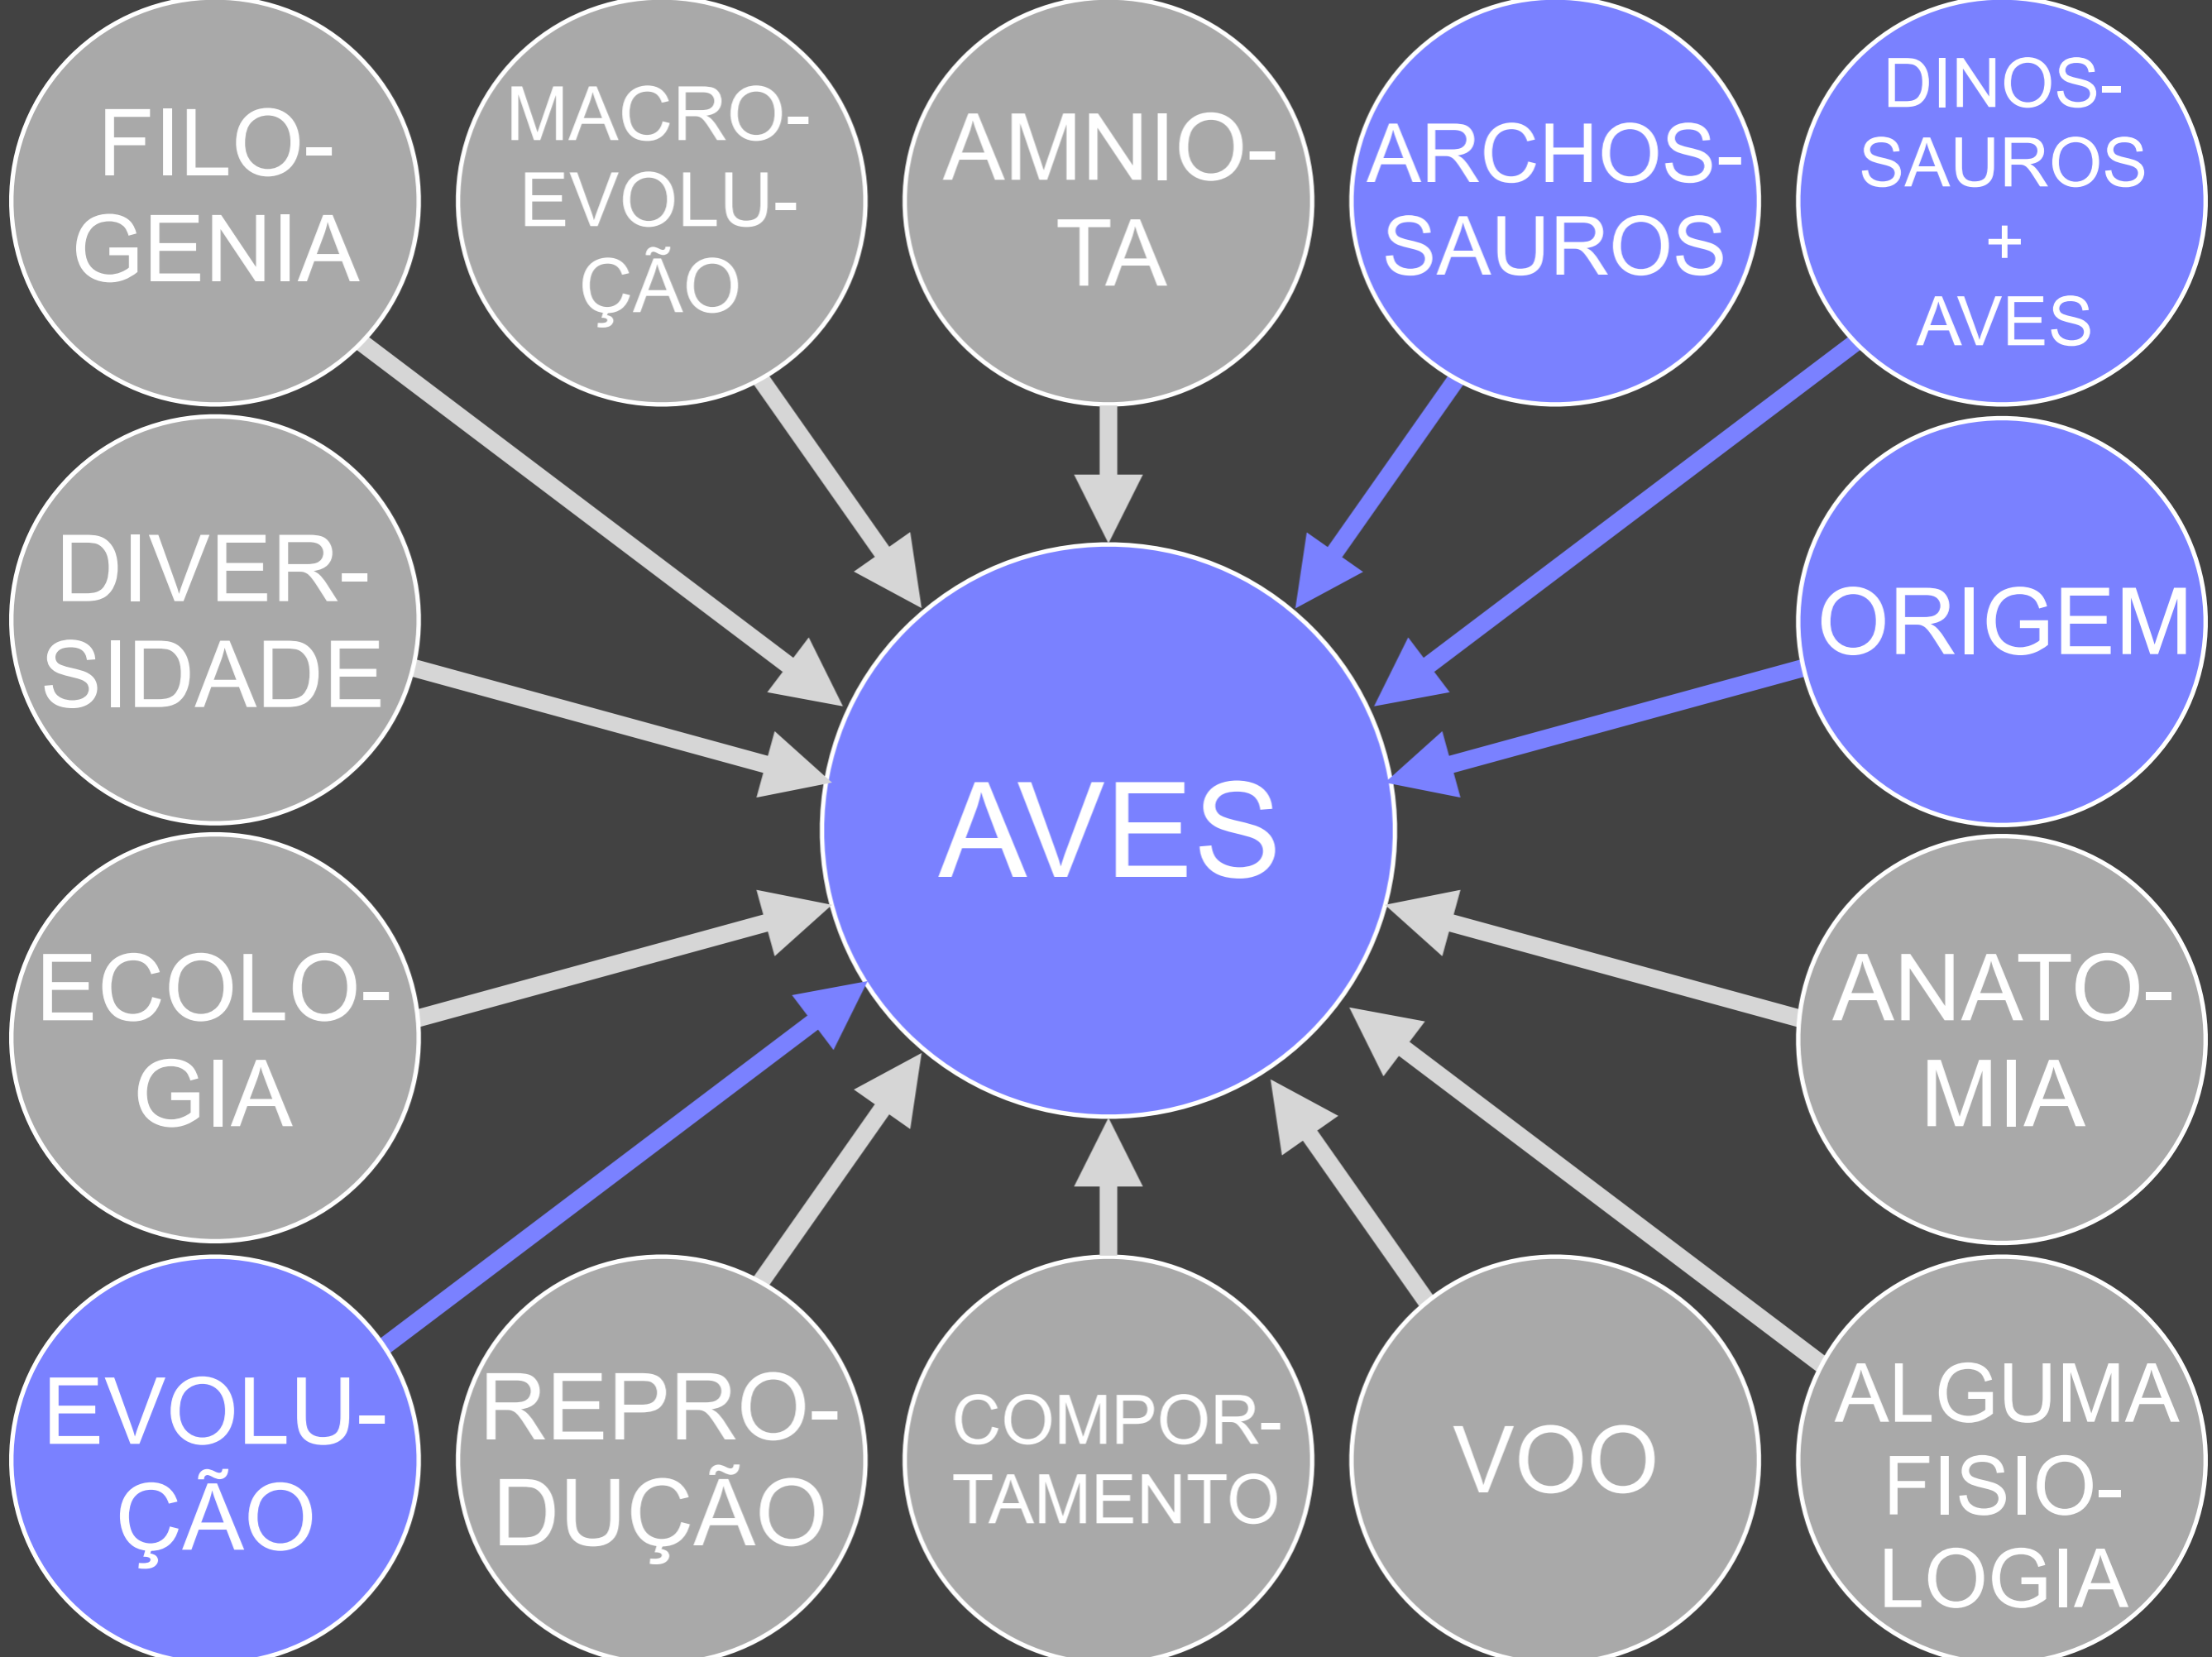 FILO-
GENIA
MACRO-
EVOLU-
ÇÃO
AMNIO-
TA
ARCHOS-
SAUROS
DINOS-
SAUROS
+
AVES
DIVER-
SIDADE
ORIGEM
AVES
ECOLO-
GIA
ANATO-
MIA
EVOLU-
ÇÃO
REPRO-
DUÇÃO
COMPOR-
TAMENTO
VOO
ALGUMA
FISIO-
LOGIA